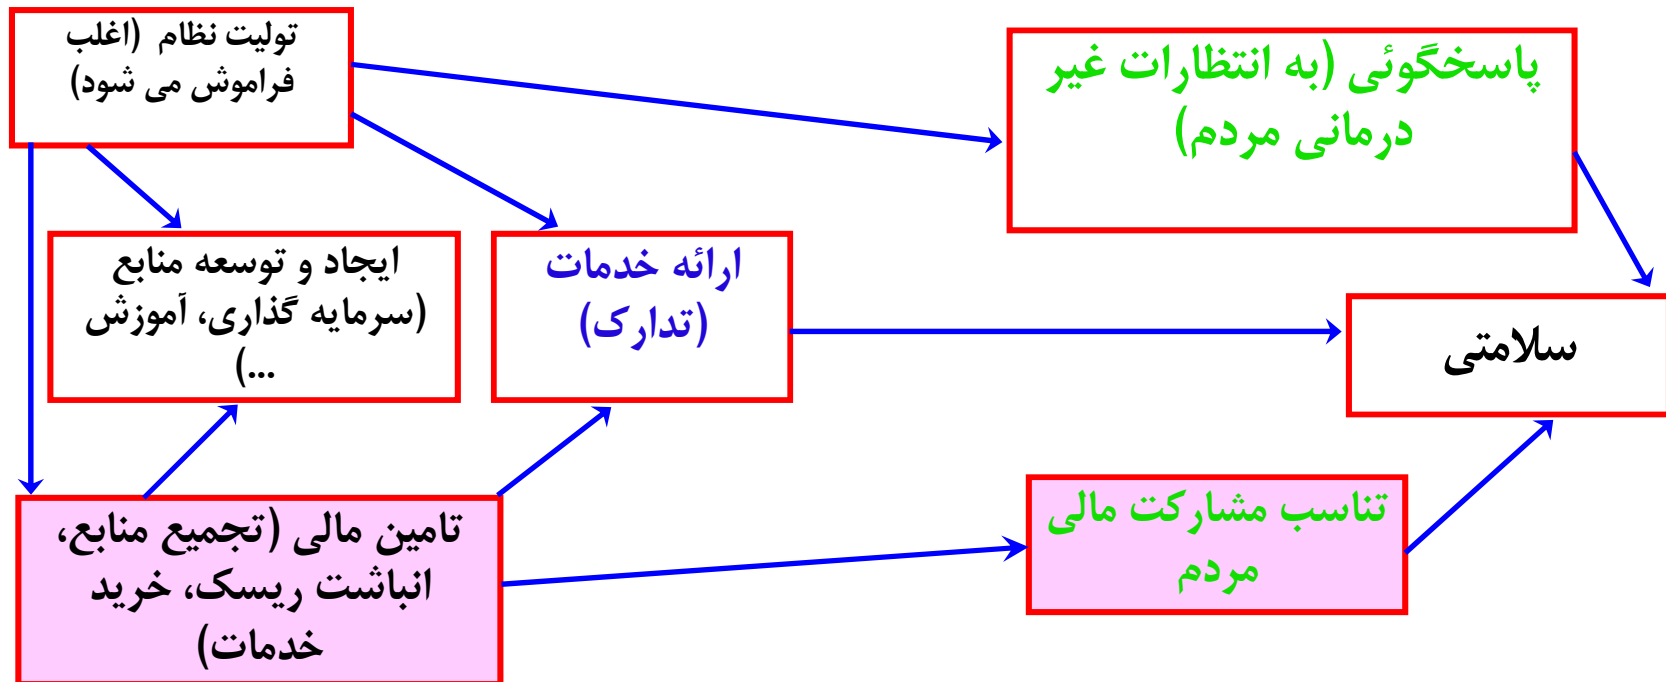 تولیت نظام (اغلب
فراموش می شود)
پاسخگوئی (به انتظارات غیر
درمانی مردم)
ایجاد و توسعه منابع
(سرمایه گذاری، آموزش
...)
ارائه خدمات
(تدارک)
سلامتی
تامین مالی (تجمیع منابع،
انباشت ریسک، خرید
خدمات)
تناسب مشارکت مالی
مردم